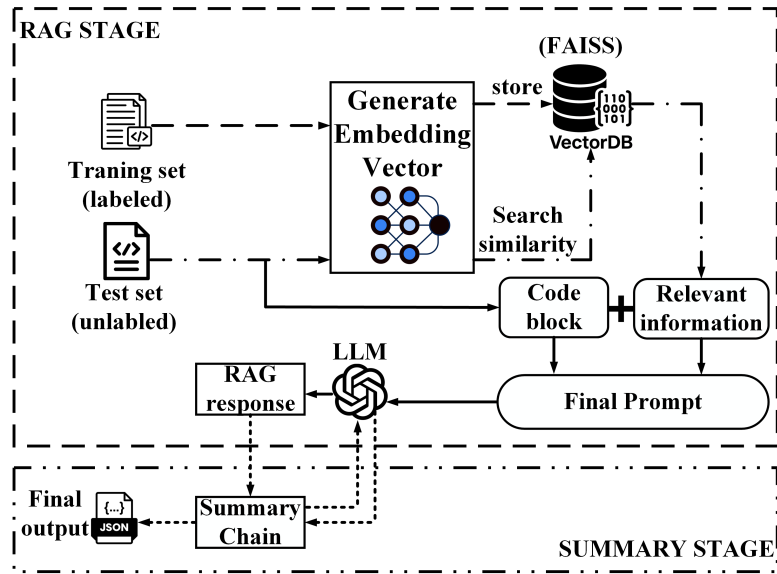 RAG STAGE
(FAISS)
store
110
{000}
101
VectorDB
Generate
Embedding
Vector
</>
Traning set
(labeled)
</>
Test set
(unlabled)
Search
similarity
Code
block
+
Relevant
information
LLM
RAG
response
Final Prompt
Final
output
{...}
JSON
Summary
Chain
SUMMARY STAGE